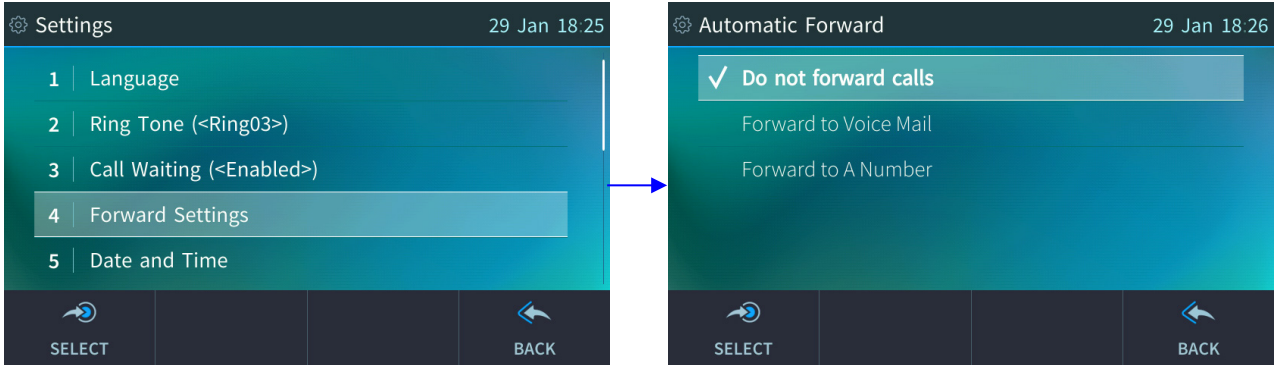 Settings 29 Jan 18:25
1 Language
2 Ring Tone (<Ring03>)
3 Call Waiting (<Enabled>)
4 Forward Settings
5 Date and Time
SELECT BACK
Automatic Forward 29 Jan 18:26
Do not forward calls
Forward to Voice Mail
Forward to A Number
SELECT BACK